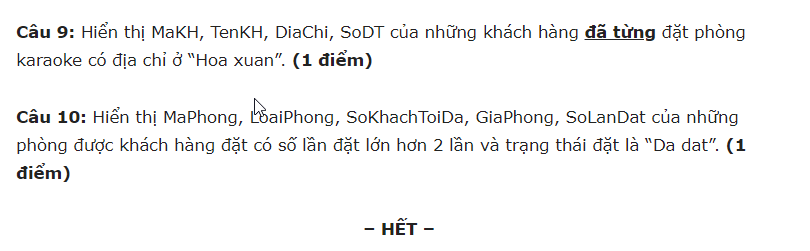 Câu 9: Hiển thị MaKH, TenKH, DiaChi, SoDT của những khách hàng đã từng đặt phòng
karaoke có địa chỉ ở “Hoa xuan”. (1 điểm)
Câu 10: Hiển thị MaPhong, LoaiPhong, SoKhachToiDa, GiaPhong, SoLanDat của những
phòng được khách hàng đặt có số lần đặt lớn hơn 2 lần và trạng thái đặt là “Da dat”. (1
điểm)
– HẾT –